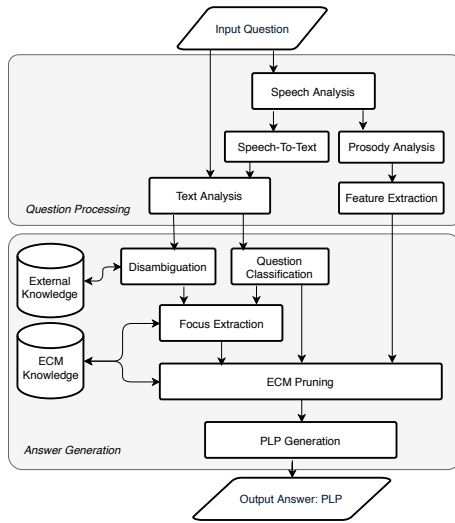 Input Question
Speech Analysis
Speech-To-Text
Prosody Analysis
Text Analysis
Feature Extraction
Question Processing
External
Knowledge
Disambiguation
Question
Classification
Focus Extraction
ECM
Knowledge
ECM Pruning
PLP Generation
Answer Generation
Output Answer: PLP